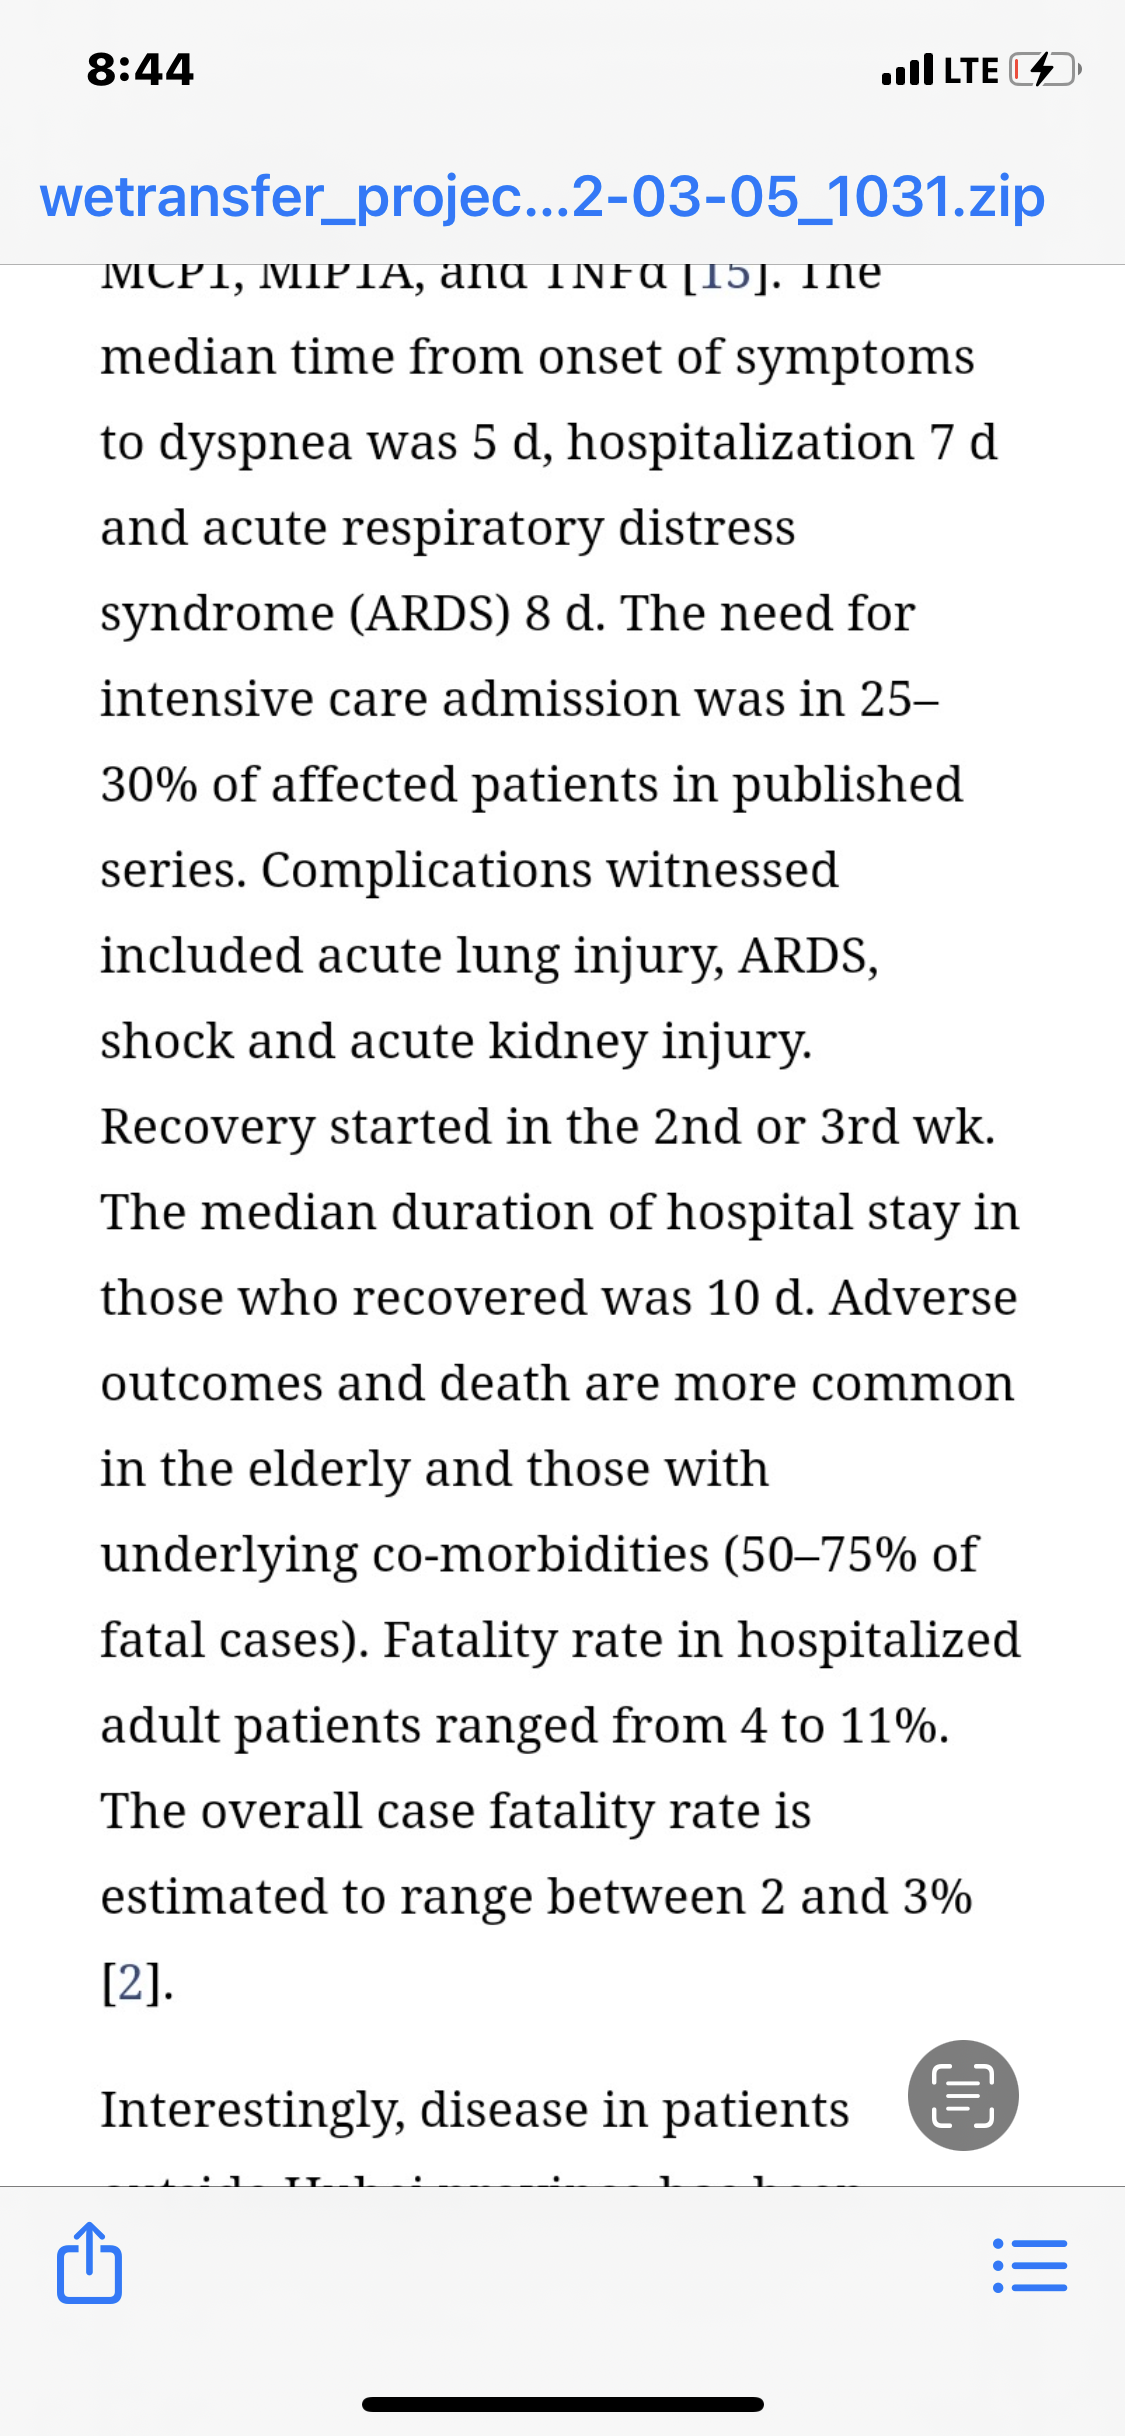 8:44
LTE
wetransfer_projec...2-03-05_1031.zip
MCP1, MIP1A, and TNFα [15]. The
median time from onset of symptoms
to dyspnea was 5 d, hospitalization 7 d
and acute respiratory distress
syndrome (ARDS) 8 d. The need for
intensive care admission was in 25–
30% of affected patients in published
series. Complications witnessed
included acute lung injury, ARDS,
shock and acute kidney injury.
Recovery started in the 2nd or 3rd wk.
The median duration of hospital stay in
those who recovered was 10 d. Adverse
outcomes and death are more common
in the elderly and those with
underlying co-morbidities (50–75% of
fatal cases). Fatality rate in hospitalized
adult patients ranged from 4 to 11%.
The overall case fatality rate is
estimated to range between 2 and 3%
[2].
Interestingly, disease in patients
outside Hubei province has been